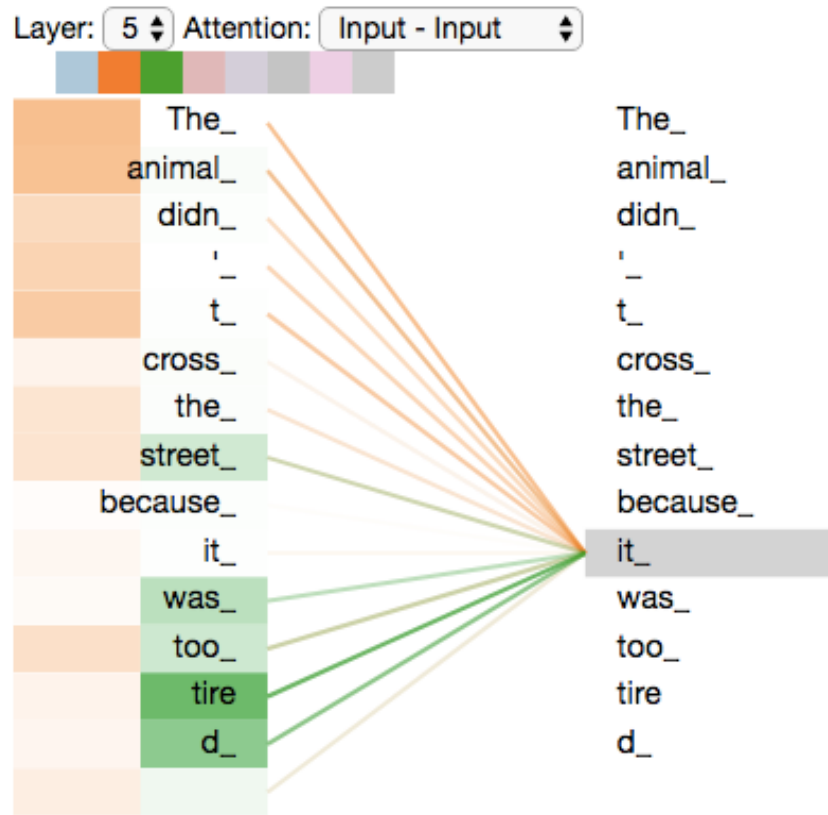 Layer: 5 Attention: Input - Input
The_ The_
animal_ animal_
didn_ didn_
'_ '_
t_ t_
cross_ cross_
the_ the_
street_ street_
because_ because_
it_ it_
was_ was_
too_ too_
tire tire
d_ d_